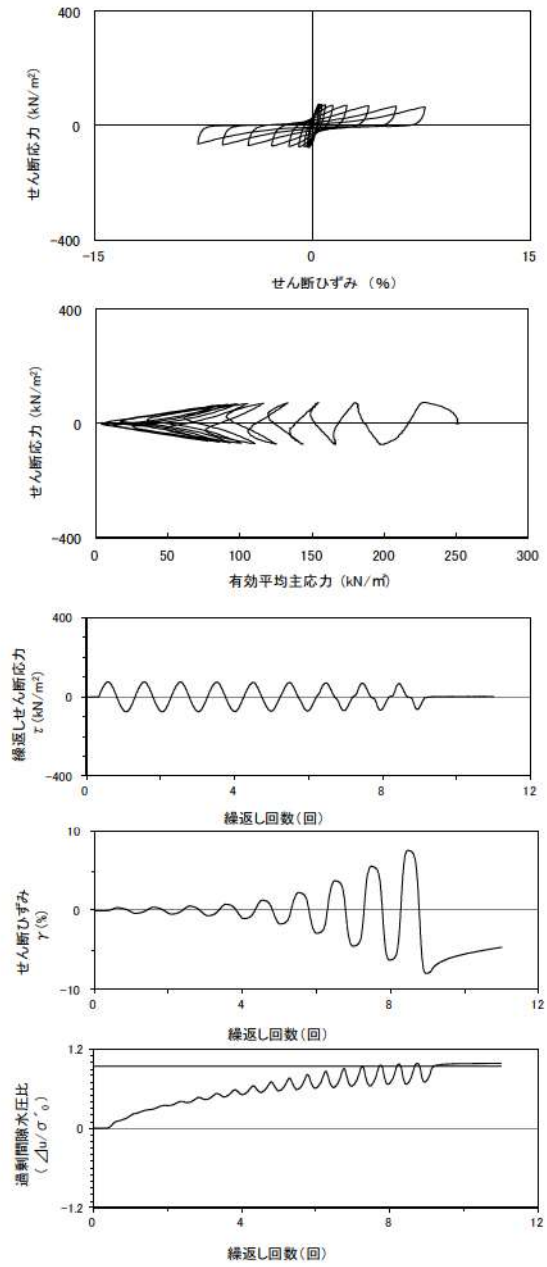 400
0
-400
せん断応力 (kN/m²)
-15
0
15
せん断ひずみ (%)
400
0
-400
せん断応力 (kN/m²)
0
50
100
150
200
250
300
有効平均主応力 (kN/㎡)
400
0
-400
繰返しせん断応力
τ (kN/m²)
0
4
8
12
繰返し回数(回)
10
0
-10
せん断ひずみ
γ(%)
0
4
8
12
繰返し回数(回)
1.2
0
-1.2
過剰間隙水圧比
(⊿u/σ´₀)
0
4
8
12
繰返し回数(回)